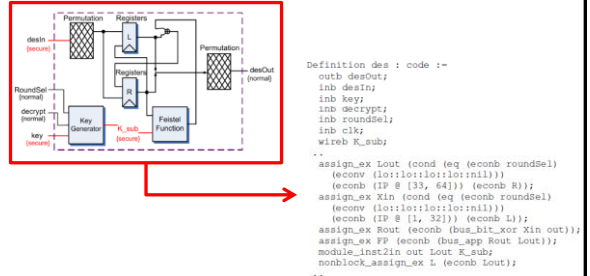 Permutation
Registers
L
desIn
(secure)
Permutation
desOut
(normal)
Registers
R
RoundSel
(normal)
decrypt
(normal)
key
(secure)
Key
Generator
K_sub
(secure)
Feistel
Function
Definition des : code :=
outb desOut;
inb desIn;
inb key;
inb decrypt;
inb roundSel;
inb clk;
wireb K_sub;
..
assign_ex Lout (cond (eq (econb roundSel)
(econv (lo::lo::lo::lo::nil)))
(econb (IP @ [33, 64])) (econb R));
assign_ex Xin (cond (eq (econb roundSel)
(econv (lo::lo::lo::lo::nil)))
(econb (IP @ [1, 32])) (econb L));
assign_ex Rout (econb (bus_bit_xor Xin out));
assign_ex FP (econb (bus_app Rout Lout));
module_inst2in out Lout K_sub;
nonblock_assign_ex L (econb Lout);
..